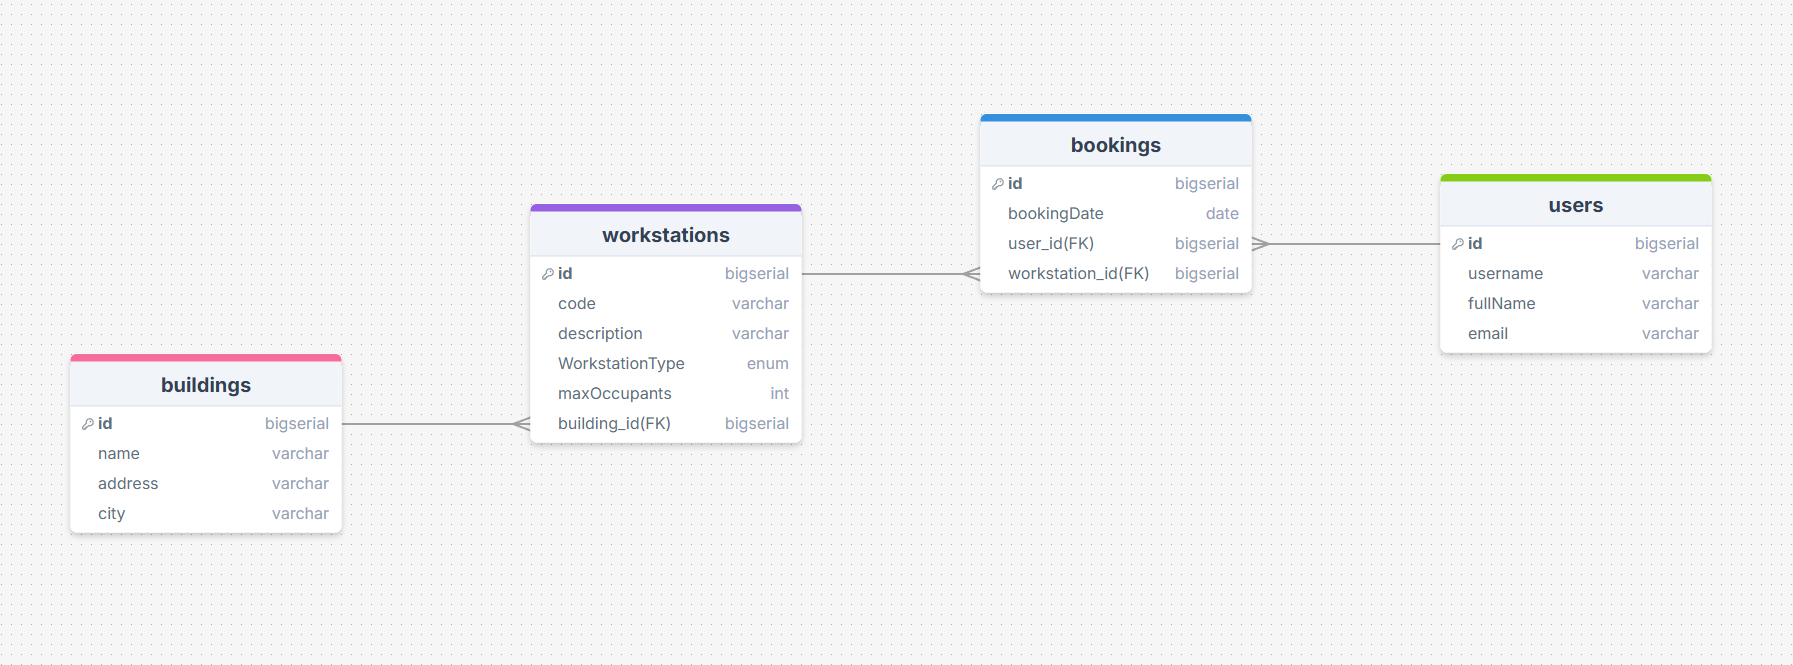 buildings
id bigserial
name varchar
address varchar
city varchar
workstations
id bigserial
code varchar
description varchar
WorkstationType enum
maxOccupants int
building_id(FK) bigserial
bookings
id bigserial
bookingDate date
user_id(FK) bigserial
workstation_id(FK) bigserial
users
id bigserial
username varchar
fullName varchar
email varchar